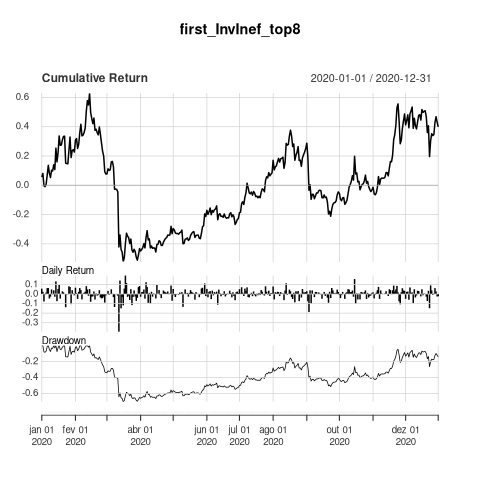 first_InvInef_top8
Cumulative Return 2020-01-01 / 2020-12-31
0.6
0.4
0.2
0.0
-0.2
-0.4
Daily Return
0.1
0.0
-0.1
-0.2
-0.3
Drawdown
-0.2
-0.4
-0.6
jan 01 fev 01 abr 01 jun 01 jul 01 ago 01 out 01 dez 01
2020 2020 2020 2020 2020 2020 2020 2020